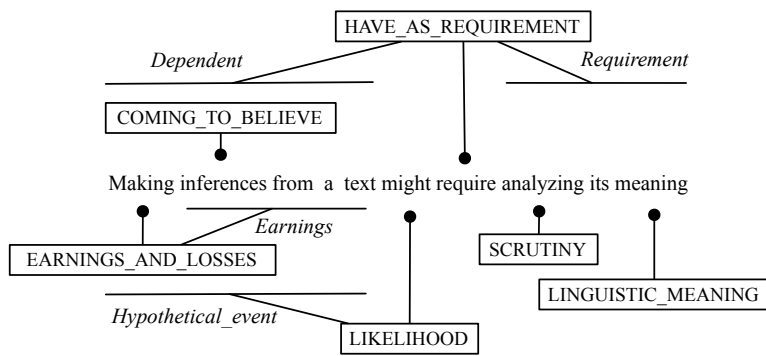 HAVE_AS_REQUIREMENT
Dependent
Requirement
COMING_TO_BELIEVE
Making inferences from a text might require analyzing its meaning
Earnings
EARNINGS_AND_LOSSES
SCRUTINY
LINGUISTIC_MEANING
Hypothetical_event
LIKELIHOOD